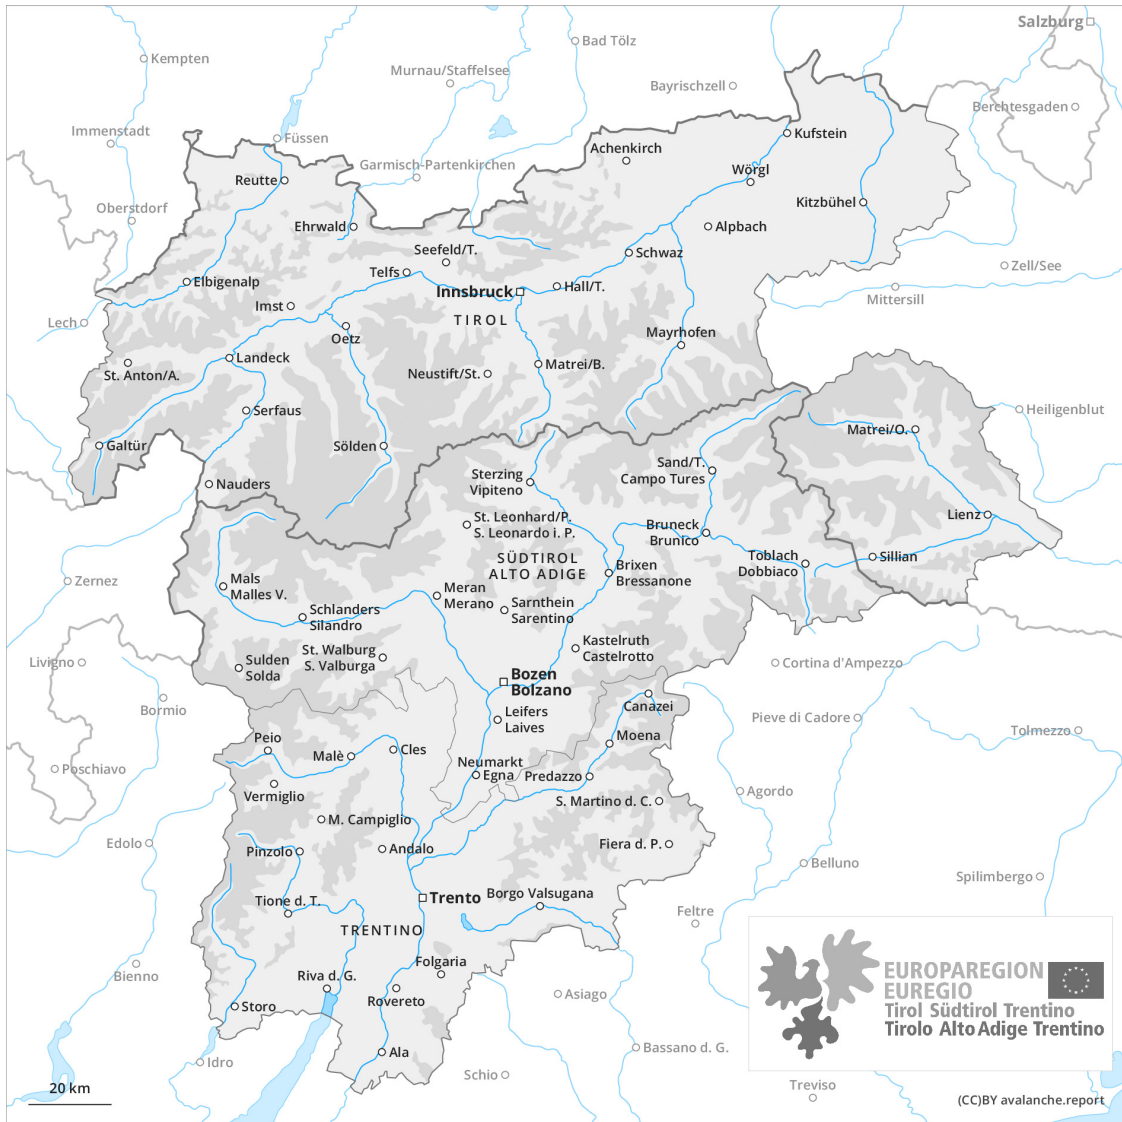 Salzburg
Bad Tölz
Kempten
Murnau/Staffelsee
Bayrischzell
Berchtesgaden
Immenstadt
Füssen
Kufstein
Achenkirch
Garmisch-Partenkirchen
Wörgl
Reutte
Kitzbühel
Oberstdorf
Ehrwald
Alpbach
Seefeld/T.
Schwaz
Telfs
Zell/See
Elbigenalp
Innsbruck
Hall/T.
Mittersill
Imst
TIROL
Lech
Oetz
Mayrhofen
Landeck
Matrei/B.
St. Anton/A.
Neustift/St.
Serfaus
Heiligenblut
Matrei/O.
Galtür
Sölden
Sand/T.
Campo Tures
Sterzing
Vipiteno
Nauders
St. Leonhard/P.
S. Leonardo i. P.
Lienz
Bruneck
Brunico
SÜDTIROL
ALTO ADIGE
Toblach
Dobbiaco
Sillian
Brixen
Bressanone
Zernez
Mals
Malles V.
Meran
Merano
Sarnthein
Sarentino
Schlanders
Silandro
Kastelruth
Castelrotto
St. Walburg
S. Valburga
Livigno
Sulden
Solda
Cortina d'Ampezzo
Bozen
Bolzano
Canazei
Bormio
Leifers
Laives
Pieve di Cadore
Tolmezzo
Moena
Peio
Malè
Cles
Neumarkt
Egna
Predazzo
Poschiavo
Vermiglio
S. Martino d. C.
Agordo
M. Campiglio
Edolo
Pinzolo
Andalo
Fiera d. P.
Belluno
Spilimbergo
Tione d. T.
Trento
Borgo Valsugana
Feltre
TRENTINO
Folgaria
Bienno
Riva d. G.
Rovereto
Asiago
Storo
EUROPAREGION
EUREGIO
Tirol Südtirol Trentino
Tirolo Alto Adige Trentino
Ala
Idro
Bassano d. G.
Schio
Treviso
20 km
(CC)BY avalanche.report